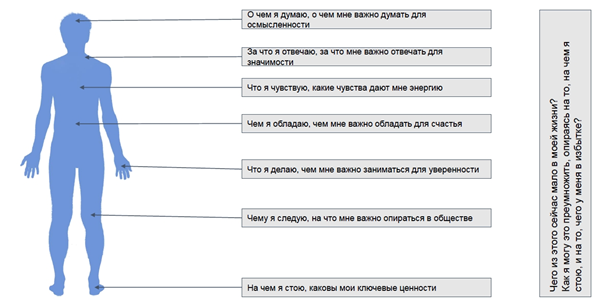 О чем я думаю, о чем мне важно думать для
осмысленности
За что я отвечаю, за что мне важно отвечать для
значимости
Что я чувствую, какие чувства дают мне энергию
Чем я обладаю, чем мне важно обладать для счастья
Что я делаю, чем мне важно заниматься для уверенности
Чему я следую, на что мне важно опираться в обществе
На чем я стою, каковы мои ключевые ценности
Чего из этого сейчас мало в моей жизни?
Как я могу это преумножить, опираясь на то, на чем я
стою, и на то, чего у меня в избытке?